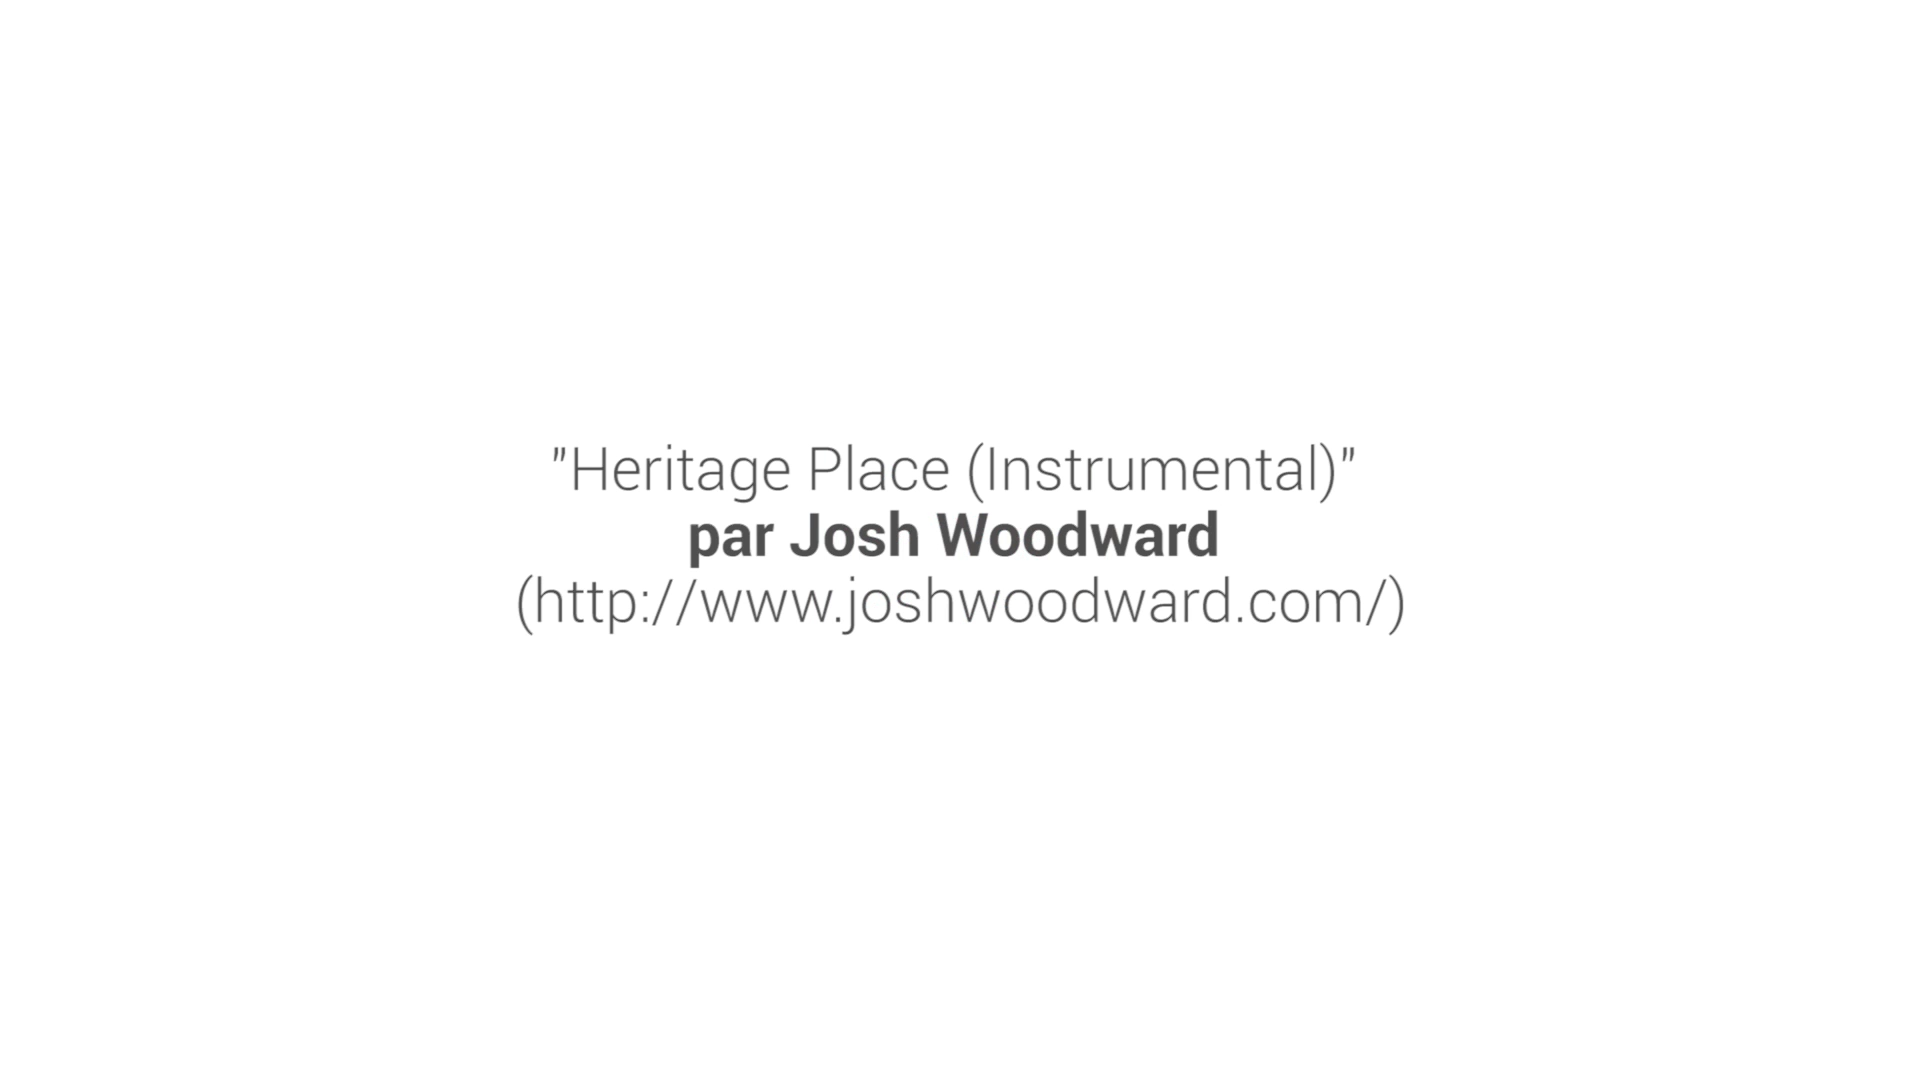 "Heritage Place (Instrumental)"
par Josh Woodward
(http://www.joshwoodward.com/)